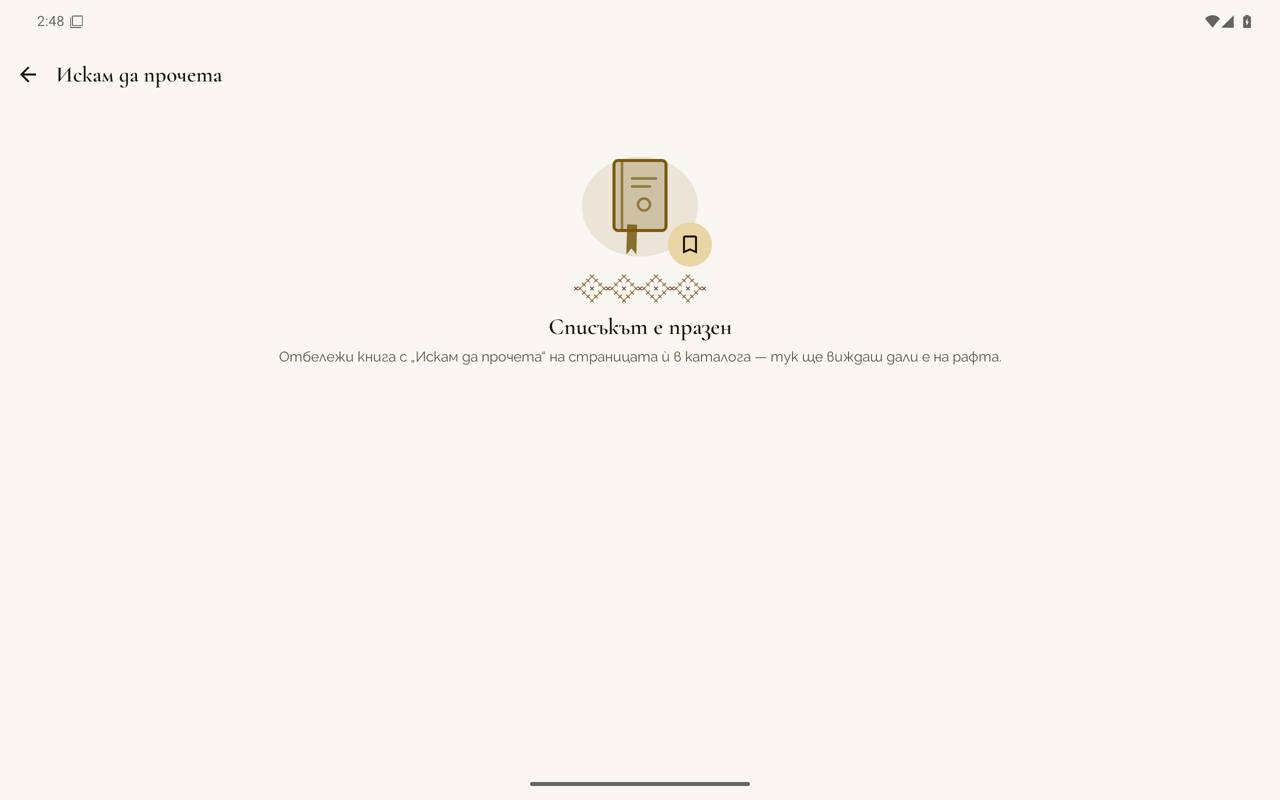 2:48
Искам да прочета
Списъкът е празен
Отбележи книга с „Искам да прочета“ на страницата ѝ в каталога — тук ще виждаш дали е на рафта.